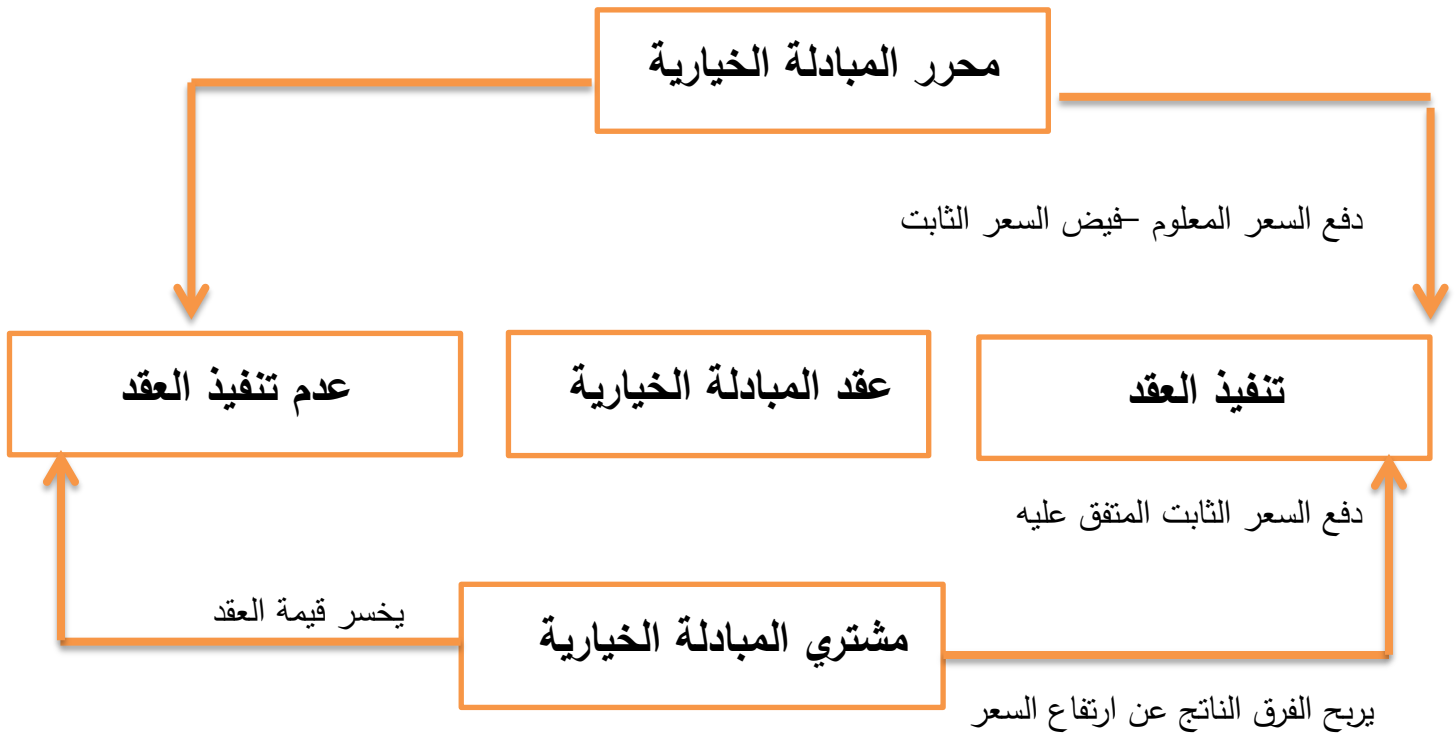 محرر المبادلة الخيارية
دفع السعر المعلوم –فيض السعر الثابت
تنفيذ العقد
عقد المبادلة الخيارية
عدم تنفيذ العقد
دفع السعر الثابت المتفق عليه
يخسر قيمة العقد
مشتري المبادلة الخيارية
يربح الفرق الناتج عن ارتفاع السعر